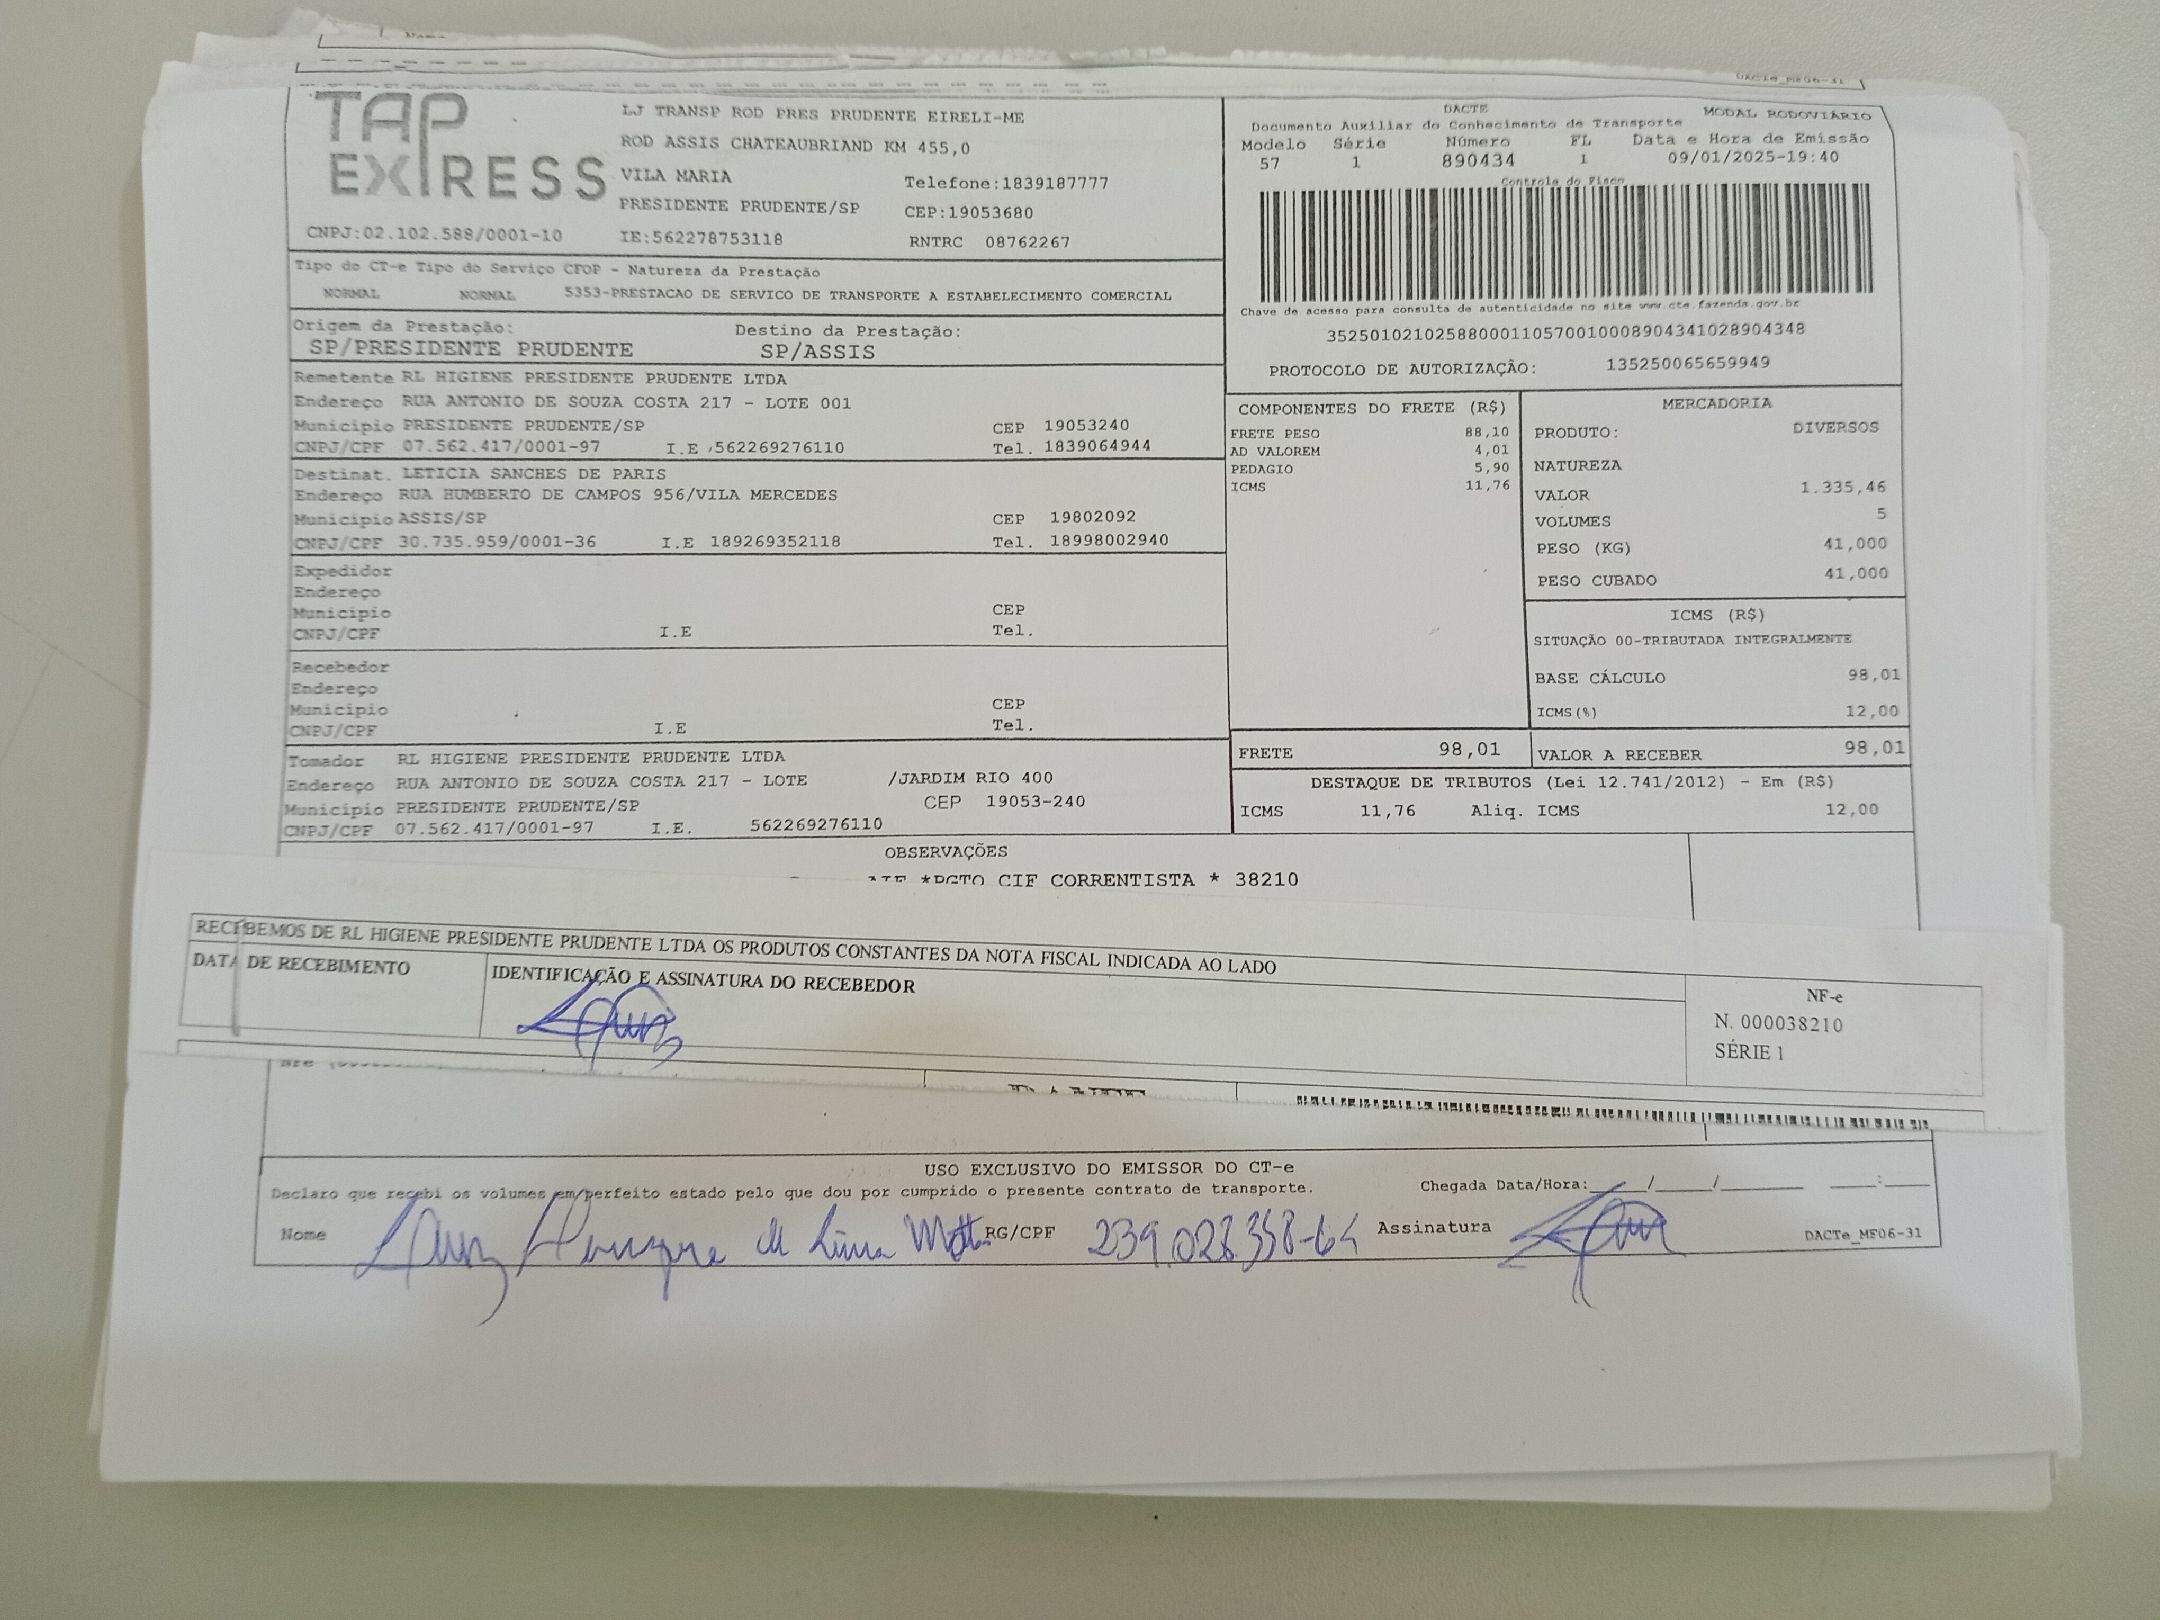 DACTe_MF06-31
TAP EXPRESS
LJ TRANSP ROD PRES PRUDENTE EIRELI-ME
ROD ASSIS CHATEAUBRIAND KM 455,0
VILA MARIA Telefone:1839187777
PRESIDENTE PRUDENTE/SP CEP:19053680
CNPJ:02.102.588/0001-10 IE:562278753118 RNTRC 08762267
DACTE MODAL RODOVIÁRIO
Documento Auxiliar do Conhecimento de Transporte
Modelo Série Número FL Data e Hora de Emissão
57 1 890434 1 09/01/2025-19:40
Controle do Fisco
Chave de acesso para consulta de autenticidade no site www.cte.fazenda.gov.br
35250102102588000110570010008904341028904348
PROTOCOLO DE AUTORIZAÇÃO: 135250065659949
Tipo do CT-e Tipo do Serviço CFOP - Natureza da Prestação
NORMAL NORMAL 5353-PRESTACAO DE SERVICO DE TRANSPORTE A ESTABELECIMENTO COMERCIAL
Origem da Prestação: Destino da Prestação:
SP/PRESIDENTE PRUDENTE SP/ASSIS
Remetente RL HIGIENE PRESIDENTE PRUDENTE LTDA
Endereço RUA ANTONIO DE SOUZA COSTA 217 - LOTE 001
Município PRESIDENTE PRUDENTE/SP CEP 19053240
CNPJ/CPF 07.562.417/0001-97 I.E 562269276110 Tel. 1839064944
Destinat. LETICIA SANCHES DE PARIS
Endereço RUA HUMBERTO DE CAMPOS 956/VILA MERCEDES
Município ASSIS/SP CEP 19802092
CNPJ/CPF 30.735.959/0001-36 I.E 189269352118 Tel. 18998002940
Expedidor
Endereço
Município CEP
CNPJ/CPF I.E Tel.
Recebedor
Endereço
Município CEP
CNPJ/CPF I.E Tel.
Tomador RL HIGIENE PRESIDENTE PRUDENTE LTDA
Endereço RUA ANTONIO DE SOUZA COSTA 217 - LOTE /JARDIM RIO 400
Município PRESIDENTE PRUDENTE/SP CEP 19053-240
CNPJ/CPF 07.562.417/0001-97 I.E. 562269276110
COMPONENTES DO FRETE (R$)
FRETE PESO 88,10
AD VALOREM 4,01
PEDAGIO 5,90
ICMS 11,76
MERCADORIA
PRODUTO: DIVERSOS
NATUREZA
VALOR 1.335,46
VOLUMES 5
PESO (KG) 41,000
PESO CUBADO 41,000
ICMS (R$)
SITUAÇÃO 00-TRIBUTADA INTEGRALMENTE
BASE CÁLCULO 98,01
ICMS(%) 12,00
FRETE 98,01 VALOR A RECEBER 98,01
DESTAQUE DE TRIBUTOS (Lei 12.741/2012) - Em (R$)
ICMS 11,76 Aliq. ICMS 12,00
OBSERVAÇÕES
*PGTO CIF CORRENTISTA * 38210
RECEBEMOS DE RL HIGIENE PRESIDENTE PRUDENTE LTDA OS PRODUTOS CONSTANTES DA NOTA FISCAL INDICADA AO LADO
DATA DE RECEBIMENTO IDENTIFICAÇÃO E ASSINATURA DO RECEBEDOR
NF-e
N. 000038210
SÉRIE 1
USO EXCLUSIVO DO EMISSOR DO CT-e
Declaro que recebi os volumes em perfeito estado pelo que dou por cumprido o presente contrato de transporte. Chegada Data/Hora:
Nome de Lima RG/CPF 239.028.358-64 Assinatura DACTe_MF06-31